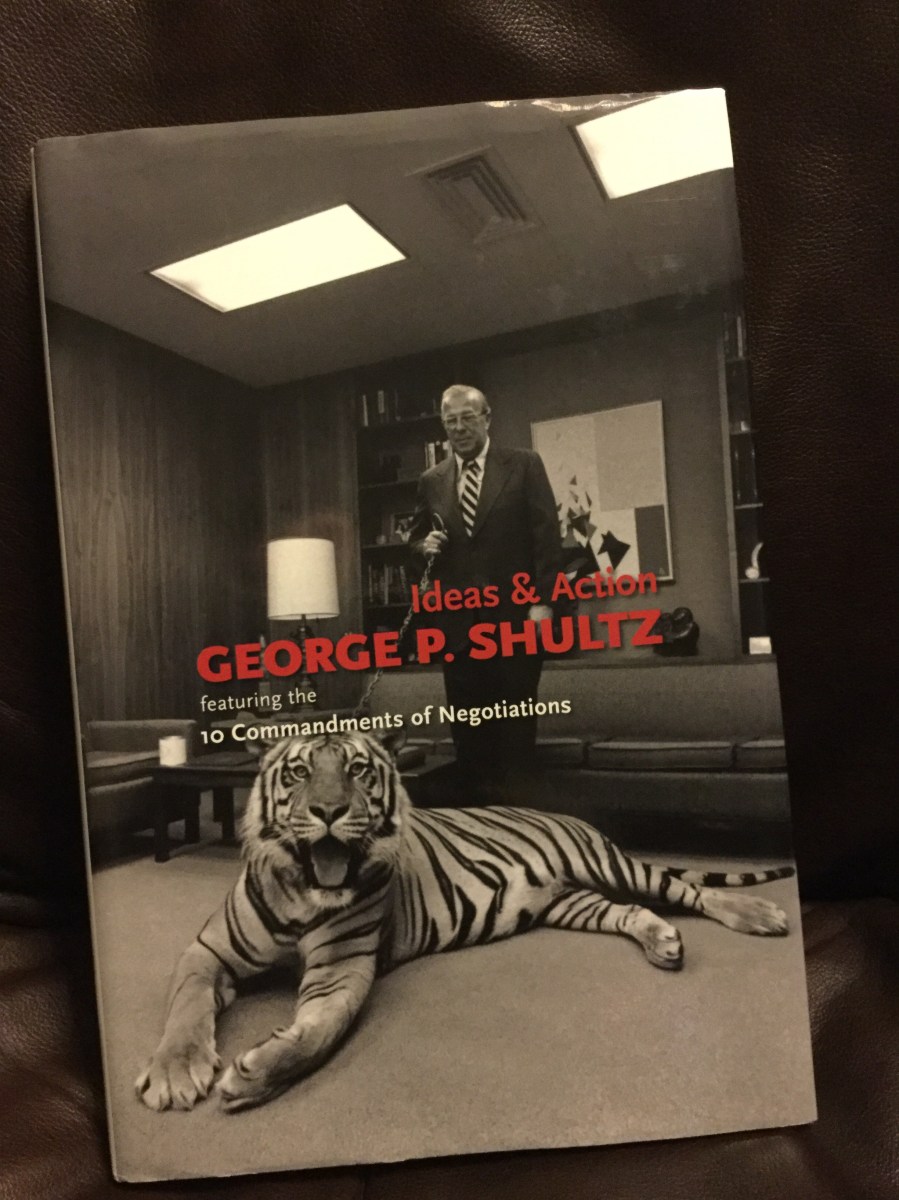 Ideas & Action
GEORGE P. SHULTZ
featuring the
10 Commandments of Negotiations